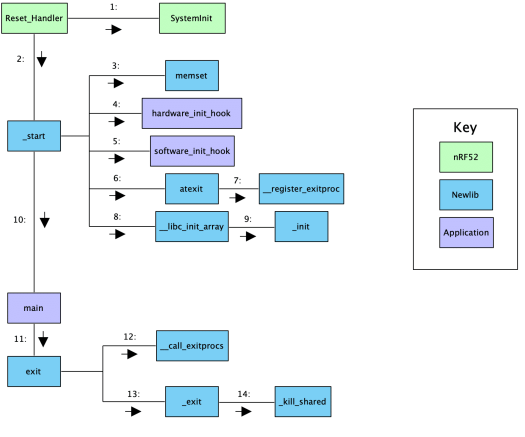 1:
Reset_Handler
SystemInit
2:
3:
memset
4:
hardware_init_hook
_start
5:
software_init_hook
6:
atexit
7:
__register_exitproc
8:
__libc_init_array
9:
_init
10:
main
11:
12:
__call_exitprocs
exit
13:
_exit
14:
_kill_shared
Key
nRF52
Newlib
Application